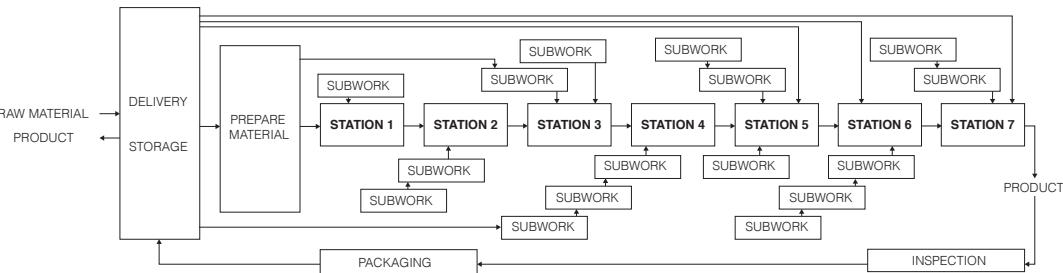 RAW MATERIAL
PRODUCT
DELIVERY
STORAGE
PREPARE
MATERIAL
SUBWORK
SUBWORK
SUBWORK
SUBWORK
SUBWORK
SUBWORK
SUBWORK
STATION 1
STATION 2
STATION 3
STATION 4
STATION 5
STATION 6
STATION 7
SUBWORK
SUBWORK
SUBWORK
SUBWORK
SUBWORK
SUBWORK
SUBWORK
SUBWORK
SUBWORK
PRODUCT
PACKAGING
INSPECTION